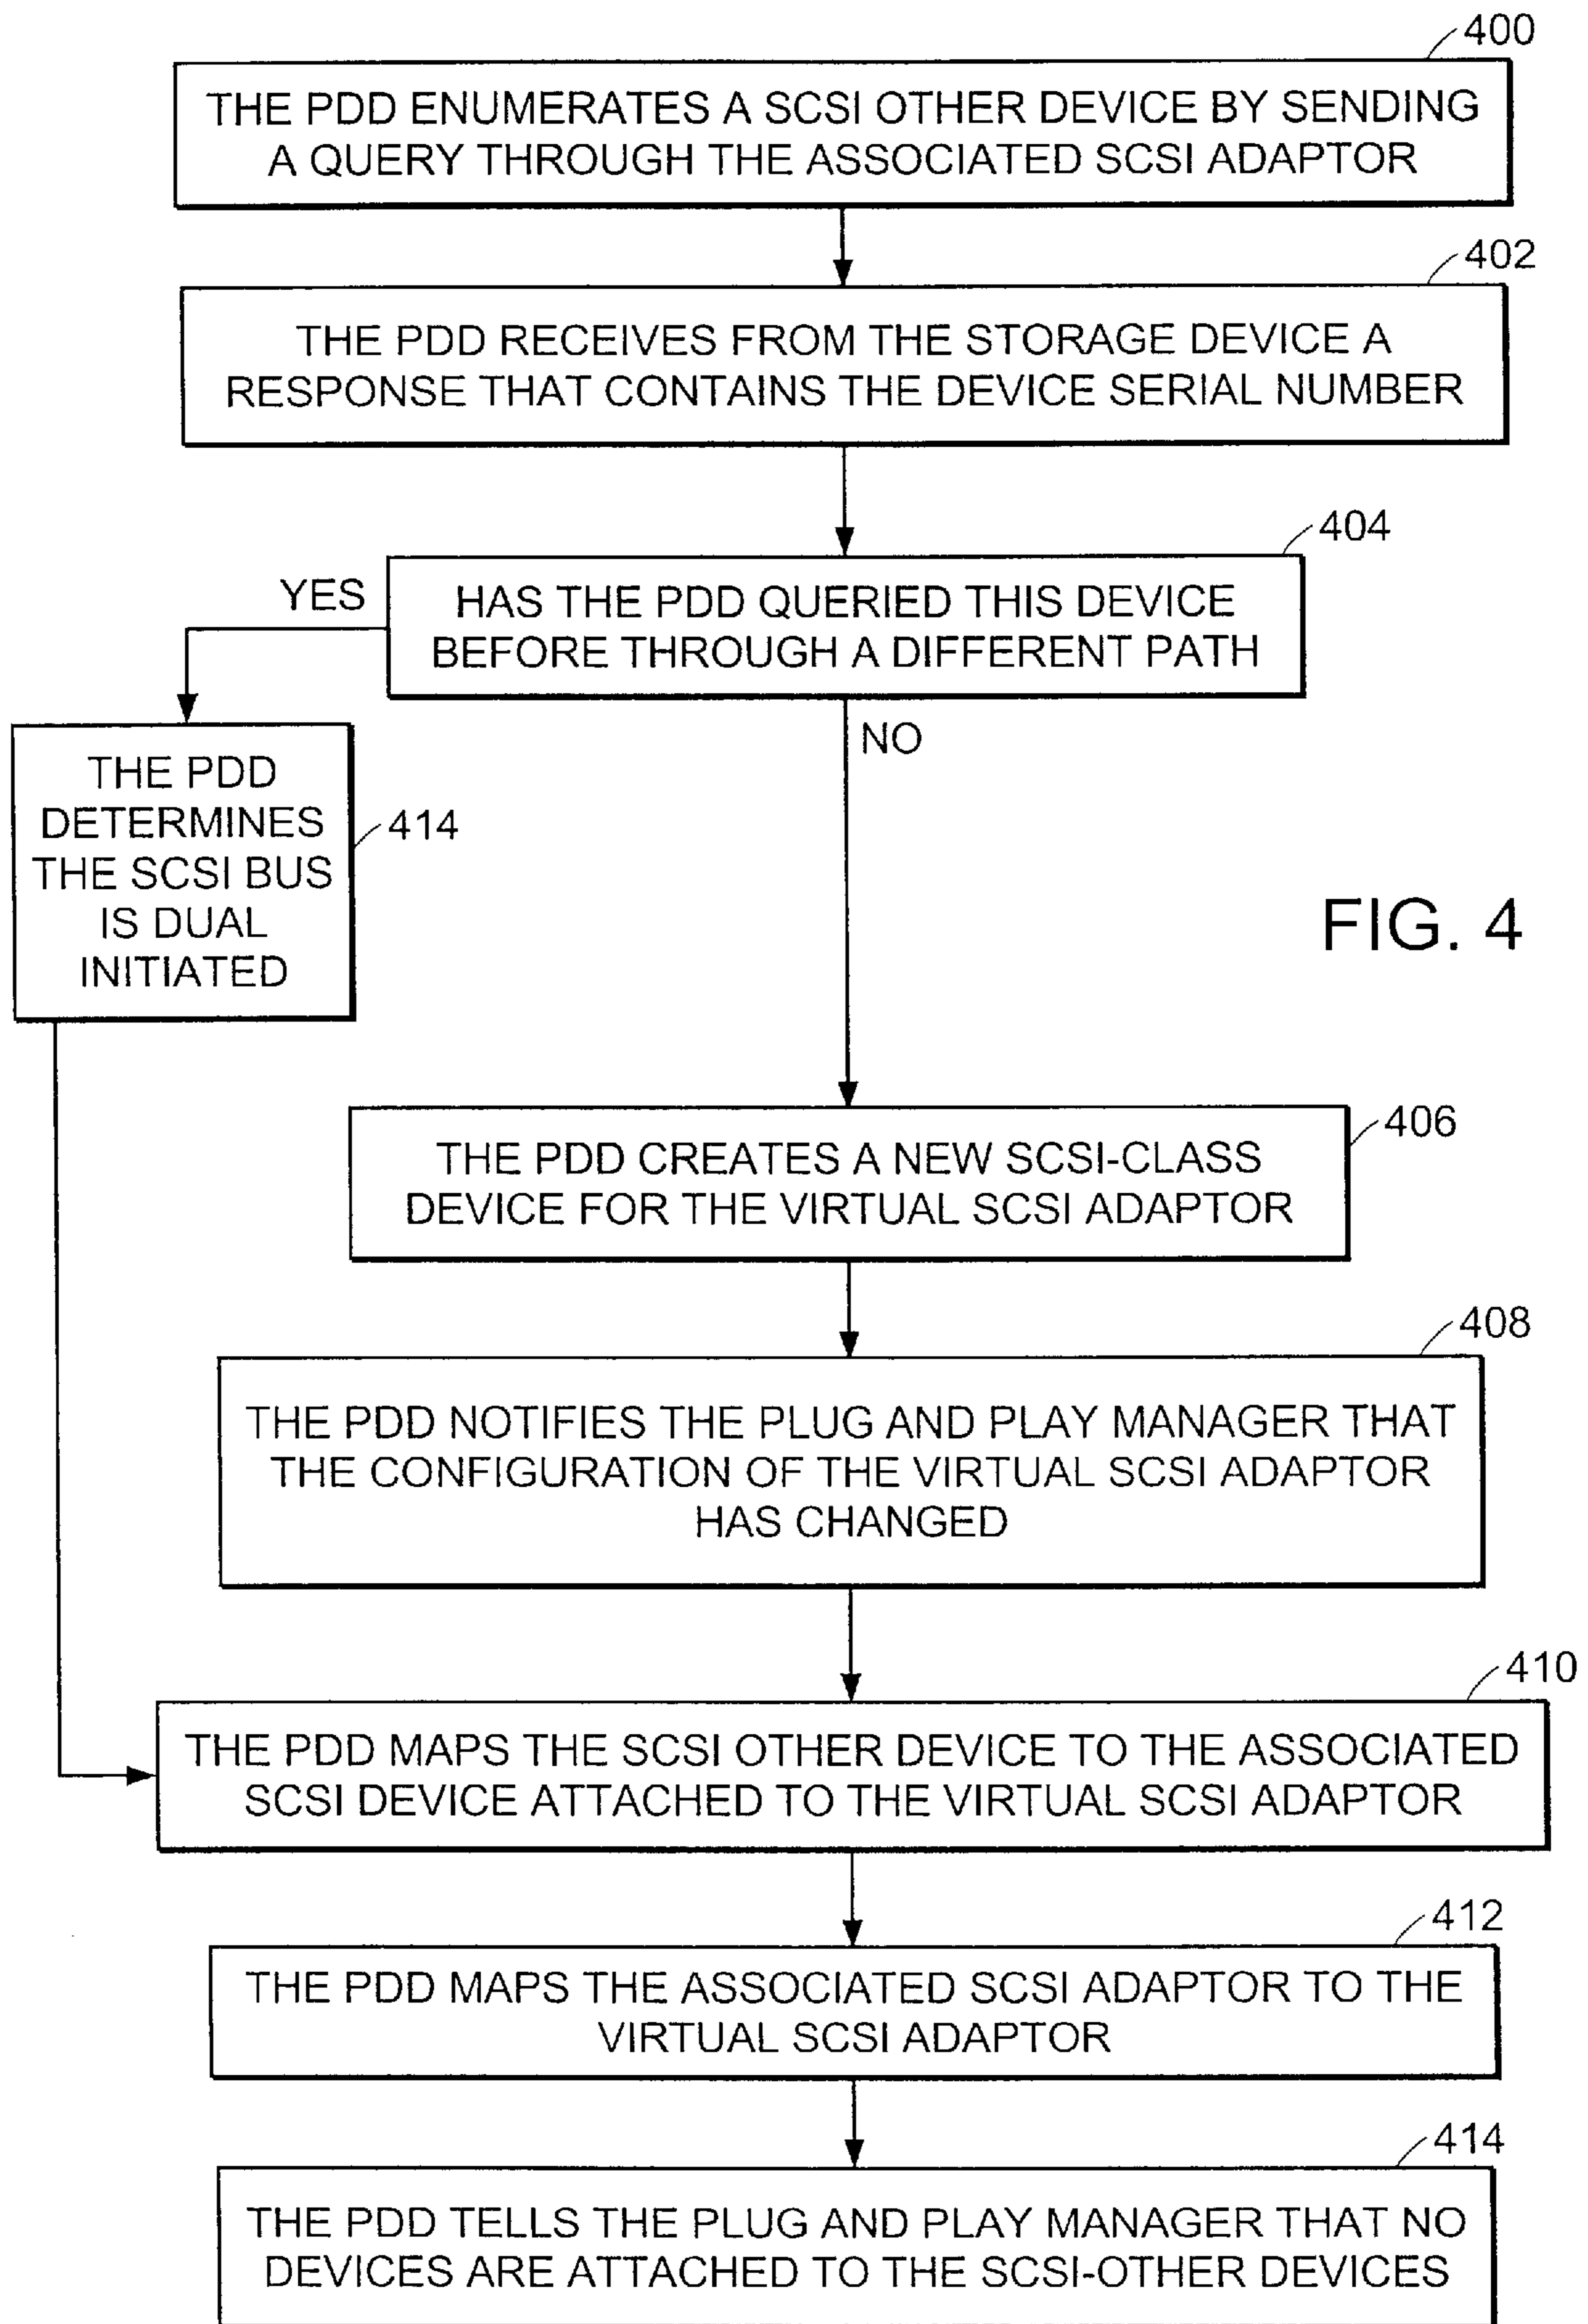 400
THE PDD ENUMERATES A SCSI OTHER DEVICE BY SENDING
A QUERY THROUGH THE ASSOCIATED SCSI ADAPTOR
402
THE PDD RECEIVES FROM THE STORAGE DEVICE A
RESPONSE THAT CONTAINS THE DEVICE SERIAL NUMBER
404
YES
HAS THE PDD QUERIED THIS DEVICE
BEFORE THROUGH A DIFFERENT PATH
NO
THE PDD
DETERMINES
THE SCSI BUS
IS DUAL
INITIATED
414
FIG. 4
406
THE PDD CREATES A NEW SCSI-CLASS
DEVICE FOR THE VIRTUAL SCSI ADAPTOR
408
THE PDD NOTIFIES THE PLUG AND PLAY MANAGER THAT
THE CONFIGURATION OF THE VIRTUAL SCSI ADAPTOR
HAS CHANGED
410
THE PDD MAPS THE SCSI OTHER DEVICE TO THE ASSOCIATED
SCSI DEVICE ATTACHED TO THE VIRTUAL SCSI ADAPTOR
412
THE PDD MAPS THE ASSOCIATED SCSI ADAPTOR TO THE
VIRTUAL SCSI ADAPTOR
414
THE PDD TELLS THE PLUG AND PLAY MANAGER THAT NO
DEVICES ARE ATTACHED TO THE SCSI-OTHER DEVICES